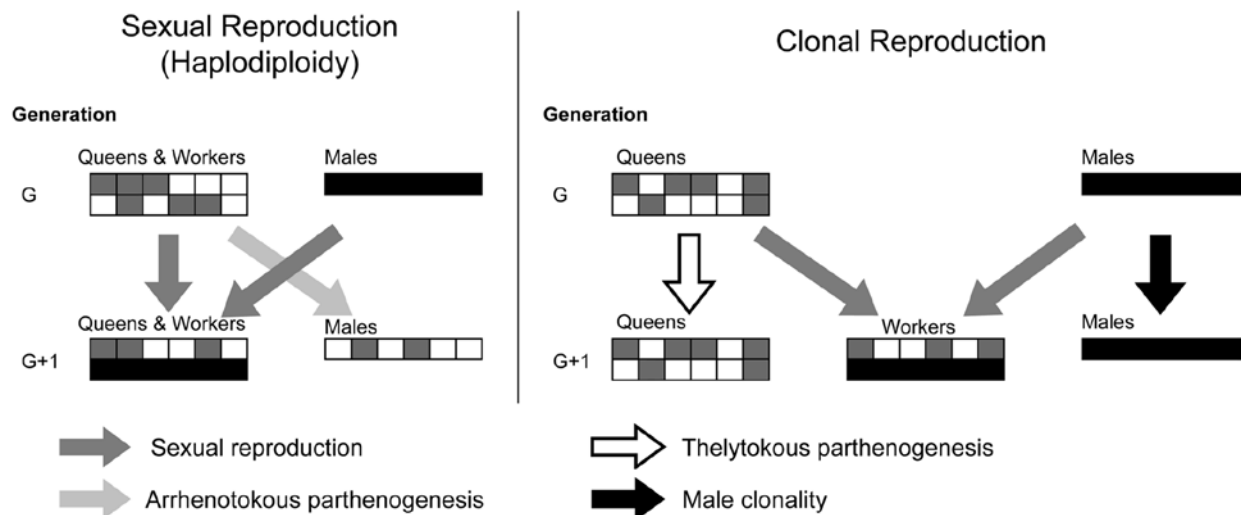 Sexual Reproduction
(Haplodiploidy)
Generation
Queens & Workers
Males
G
Queens & Workers
Males
G+1
Sexual reproduction
Arrhenotokous parthenogenesis
Clonal Reproduction
Generation
Queens
Males
G
Queens
Workers
Males
G+1
Thelytokous parthenogenesis
Male clonality